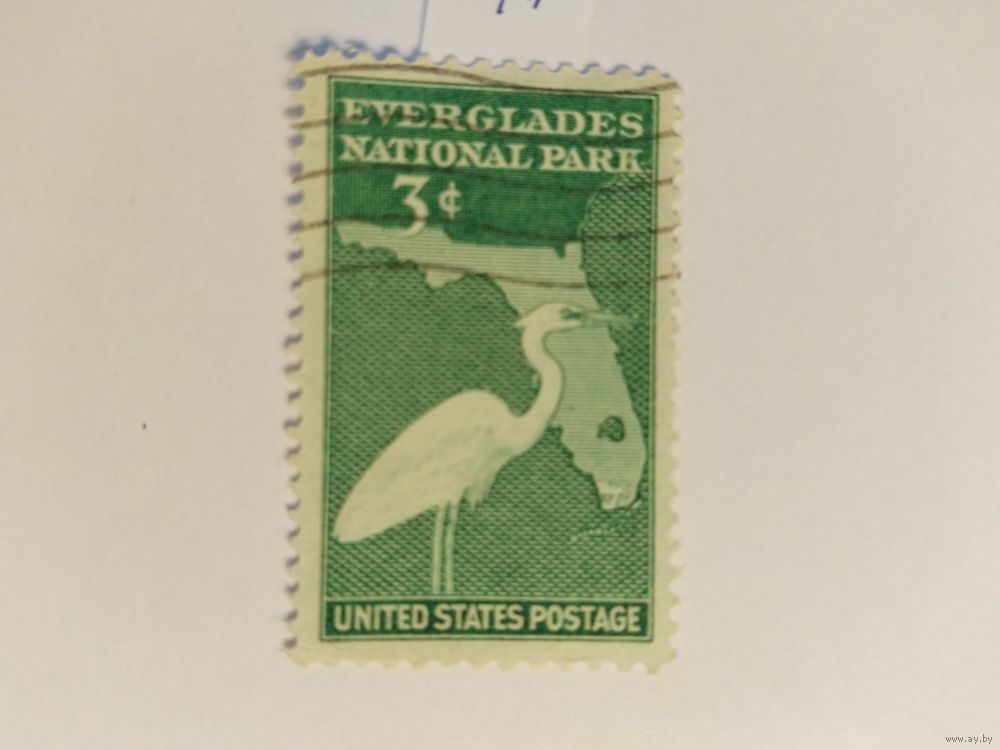 EVERGLADES
NATIONAL PARK
3¢
UNITED STATES POSTAGE
www.ay.by